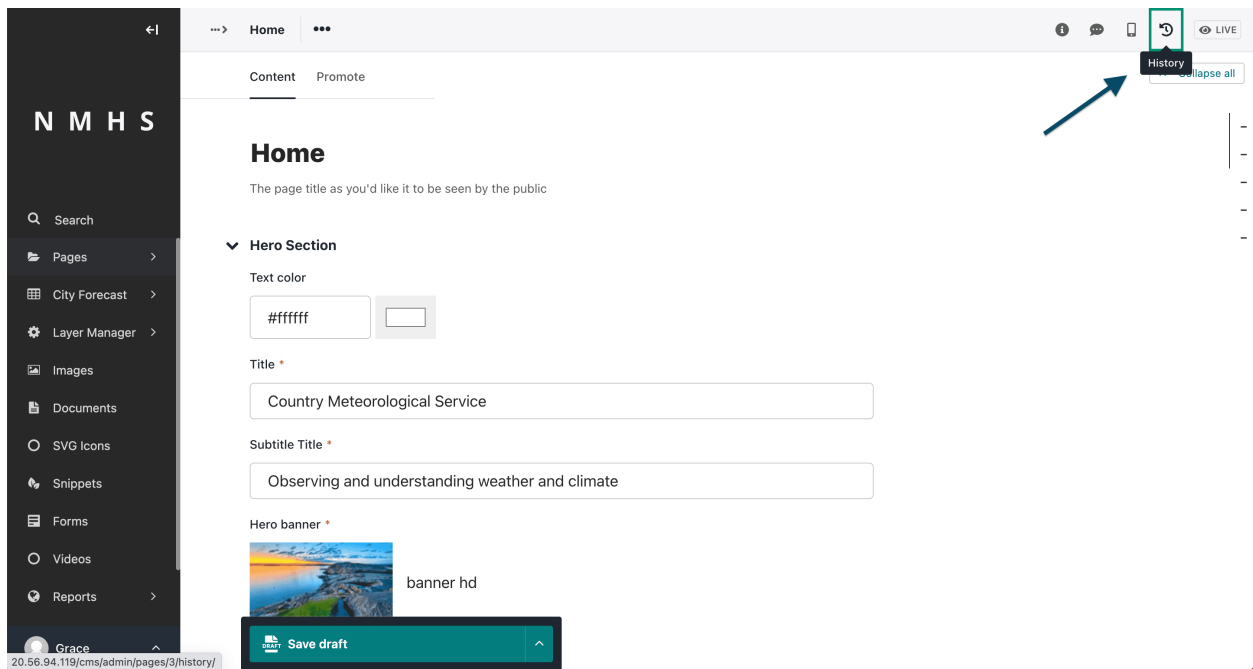 Home
•••
LIVE
History
Collapse all
Content Promote
N M H S
Home
The page title as you'd like it to be seen by the public
Search
Pages
City Forecast
Layer Manager
Images
Documents
SVG Icons
Snippets
Forms
Videos
Reports
Grace
Hero Section
Text color
#ffffff
Title *
Country Meteorological Service
Subtitle Title *
Observing and understanding weather and climate
Hero banner *
banner hd
DRAFT Save draft
20.56.94.119/cms/admin/pages/3/history/